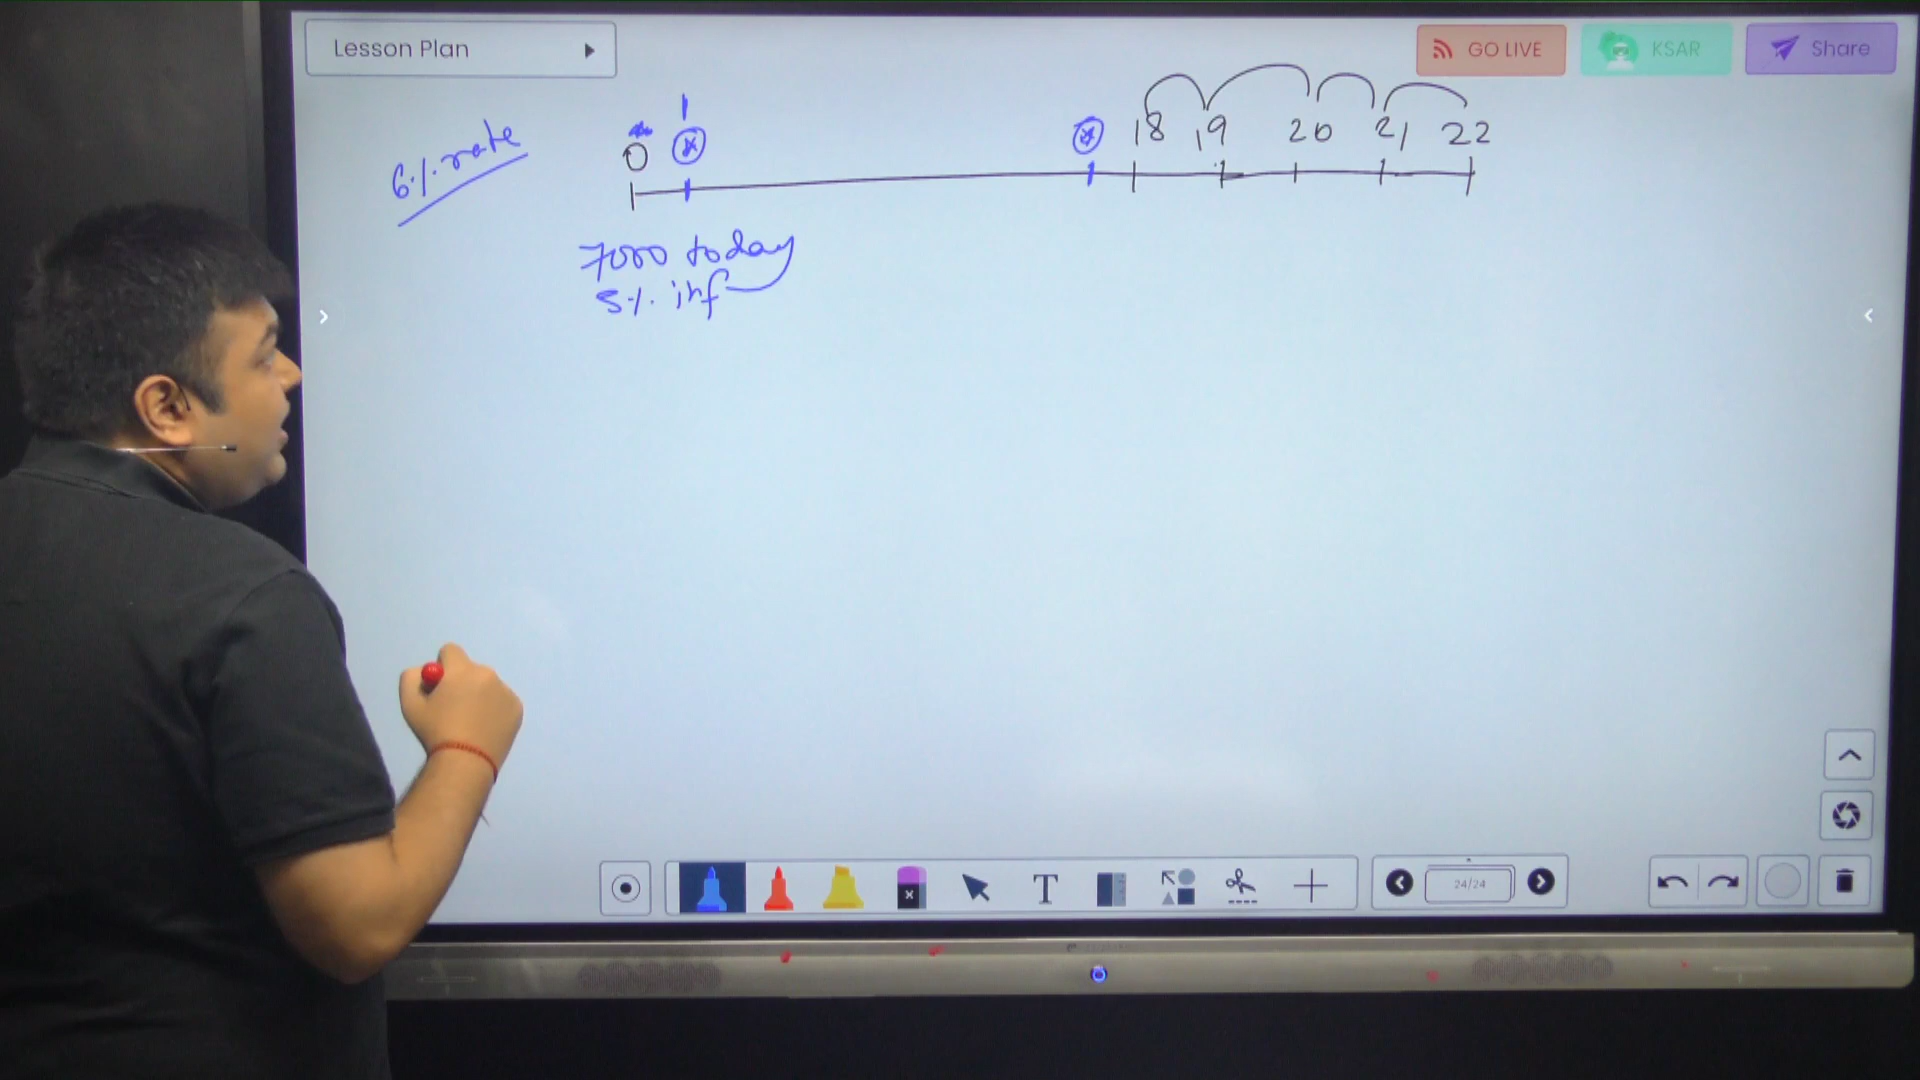 Lesson Plan
GO LIVE
KSAR
Share
6% rate
0
1
18 19 20 21 22
7000 today
5% inf
T
24/24